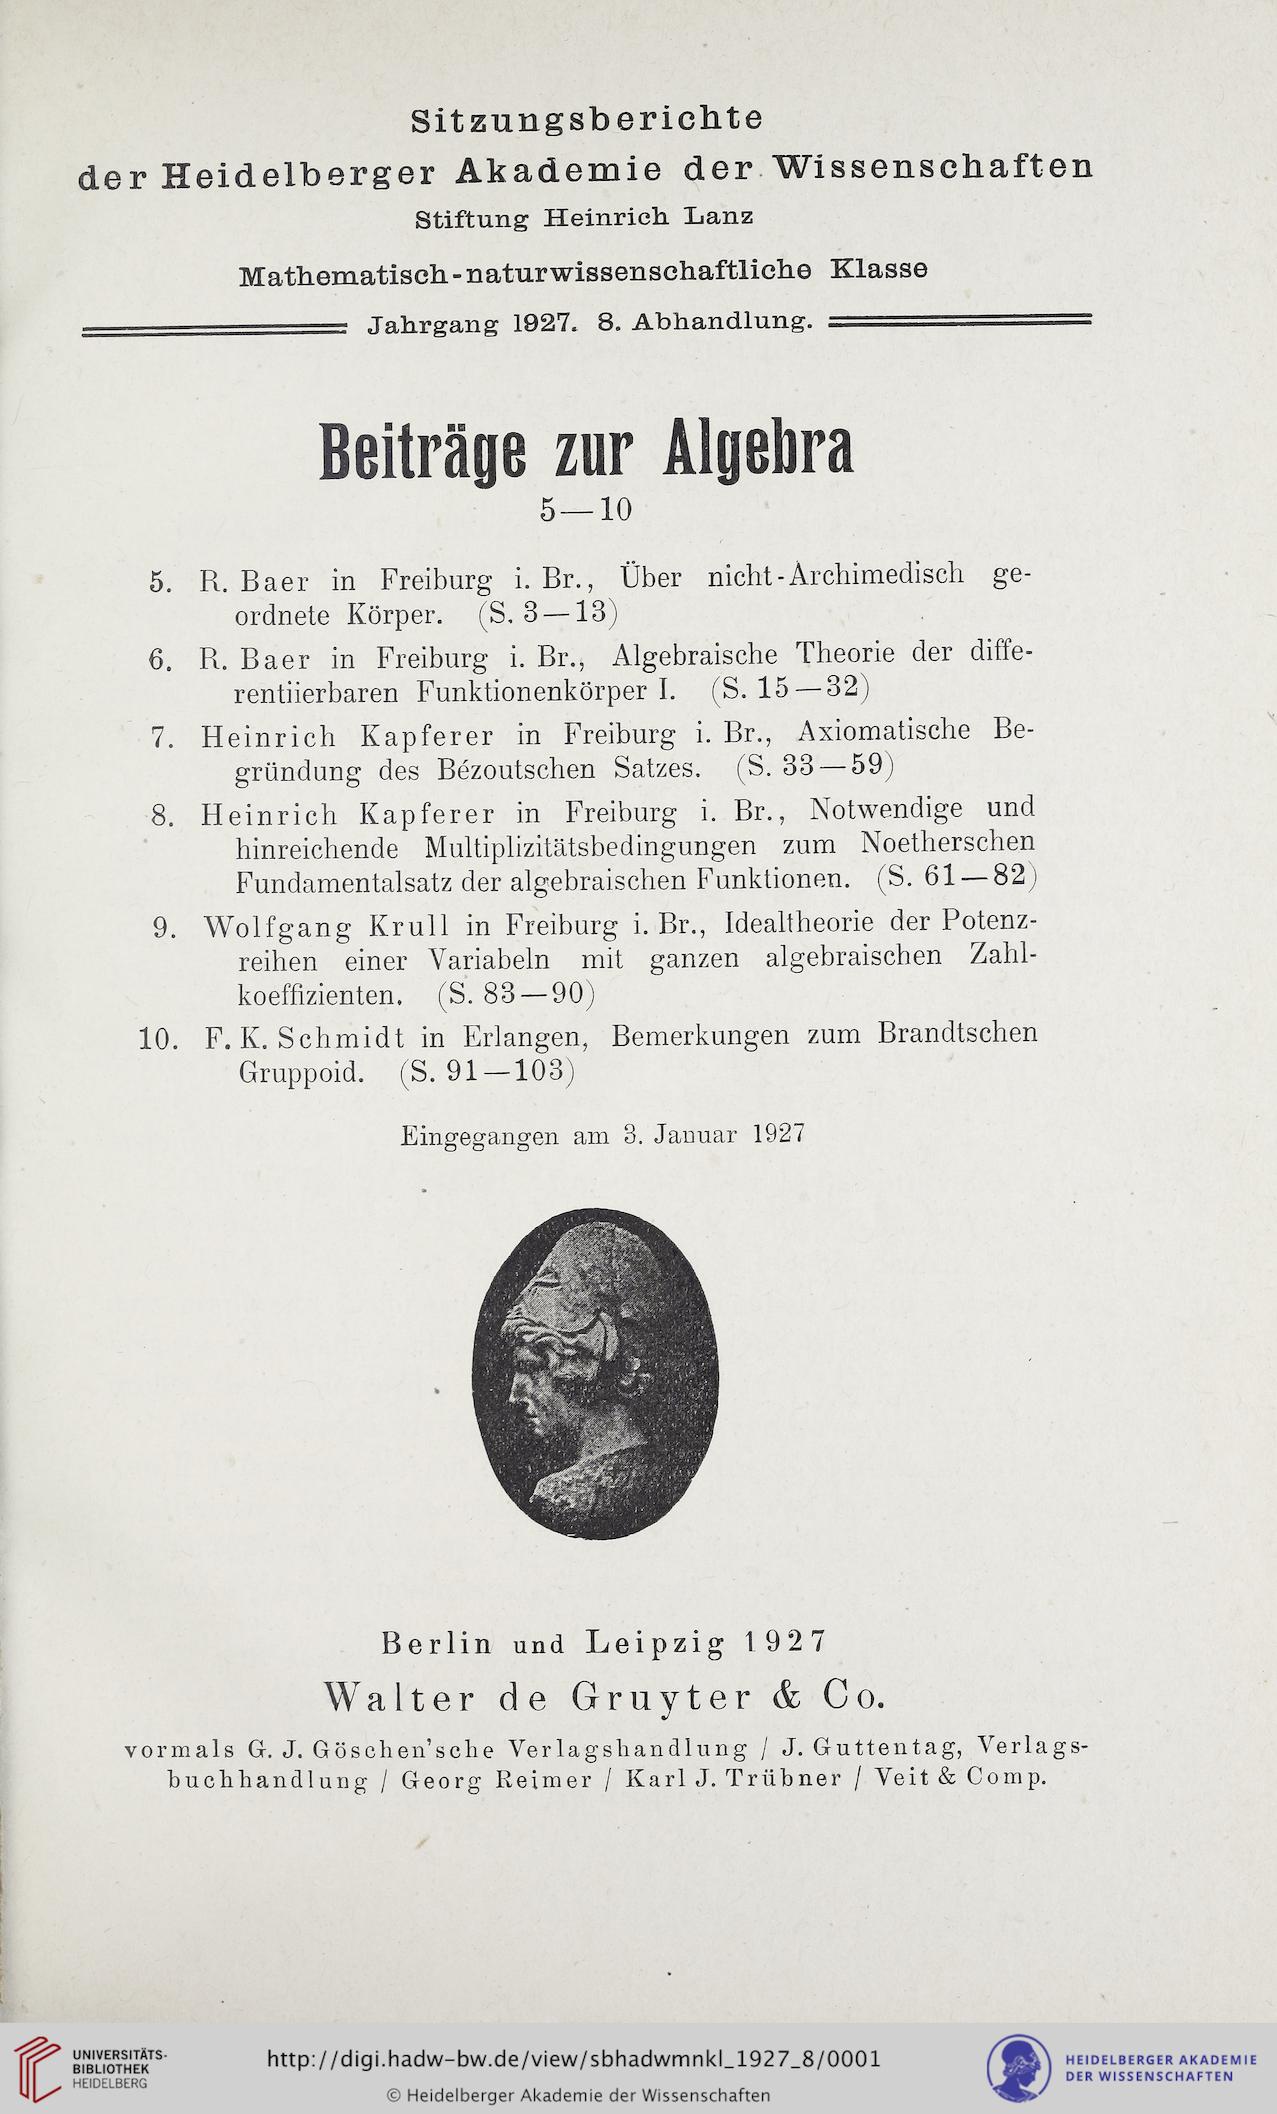 Sitzungsberichte
der Heidelberger Akademie der Wissenschaften
Stiftung Heinrich Lanz
Mathematisch-naturwissenschaftliche Klasse
Jahrgang 1927. 8. Abhandlung.
Beiträge zur Algebra
5—10
5. R. Baer in Freiburg i. Br., Über nicht-Archimedisch ge-
ordnete Körper. (S. 3—13)
6. R. Baer in Freiburg i. Br., Algebraische Theorie der diffe-
rentiierbaren Funktionenkörper I. (S. 15—32)
7. Heinrich Kapferer in Freiburg i. Br., Axiomatische Be-
gründung des Bézoutschen Satzes. (S. 33—59)
8. Heinrich Kapferer in Freiburg i. Br., Notwendige und
hinreichende Multiplizitätsbedingungen zum Noetherschen
Fundamentalsatz der algebraischen Funktionen. (S. 61—82)
9. Wolfgang Krull in Freiburg i. Br., Idealtheorie der Potenz-
reihen einer Variabeln mit ganzen algebraischen Zahl-
koeffizienten. (S. 83—90)
10. F. K. Schmidt in Erlangen, Bemerkungen zum Brandtschen
Gruppoid. (S. 91—103)
Eingegangen am 3. Januar 1927
Berlin und Leipzig 1927
Walter de Gruyter & Co.
vormals G. J. Göschen'sche Verlagshandlung / J. Guttentag, Verlags-
buchhandlung / Georg Reimer / Karl J. Trübner / Veit & Comp.
UNIVERSITÄTS-
BIBLIOTHEK
HEIDELBERG
http://digi.hadw-bw.de/view/sbhadwmnkl_1927_8/0001
© Heidelberger Akademie der Wissenschaften
HEIDELBERGER AKADEMIE
DER WISSENSCHAFTEN